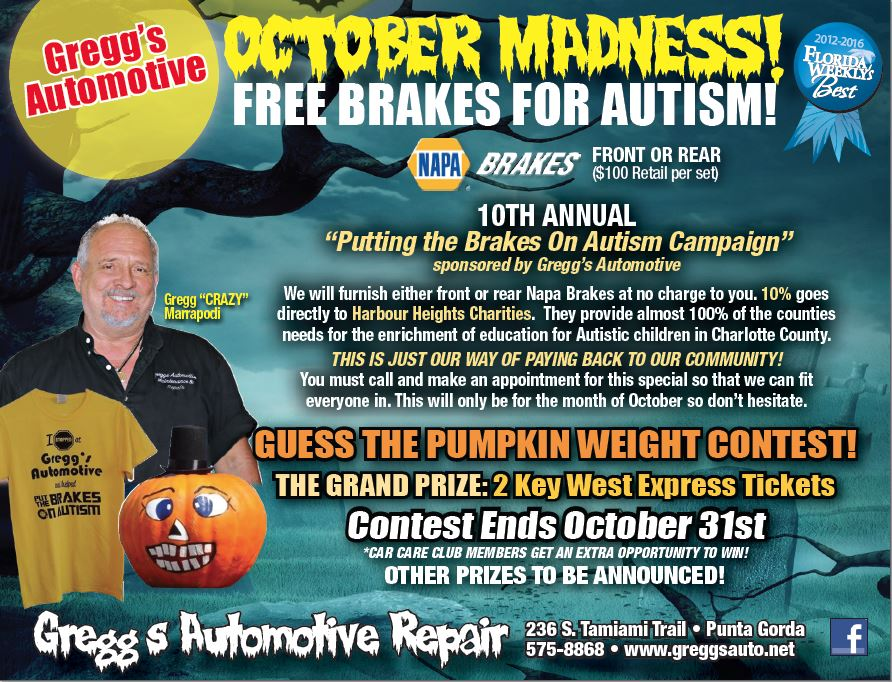 Gregg's
Automotive
OCTOBER MADNESS!
FREE BRAKES FOR AUTISM!
2012-2016
FLORIDA
WEEKLY'S
Best
NAPA BRAKES FRONT OR REAR
($100 Retail per set)
10TH ANNUAL
"Putting the Brakes On Autism Campaign"
sponsored by Gregg's Automotive
Gregg "CRAZY"
Marrapodi
We will furnish either front or rear Napa Brakes at no charge to you. 10% goes
directly to Harbour Heights Charities. They provide almost 100% of the counties
needs for the enrichment of education for Autistic children in Charlotte County.
THIS IS JUST OUR WAY OF PAYING BACK TO OUR COMMUNITY!
You must call and make an appointment for this special so that we can fit
everyone in. This will only be for the month of October so don't hesitate.
I STOPPED at
Gregg's
Automotive
PUT THE BRAKES
ON AUTISM
GUESS THE PUMPKIN WEIGHT CONTEST!
THE GRAND PRIZE: 2 Key West Express Tickets
Contest Ends October 31st
*CAR CARE CLUB MEMBERS GET AN EXTRA OPPORTUNITY TO WIN!
OTHER PRIZES TO BE ANNOUNCED!
Gregg s Automotive Repair
236 S. Tamiami Trail • Punta Gorda
575-8868 • www.greggsauto.net
f